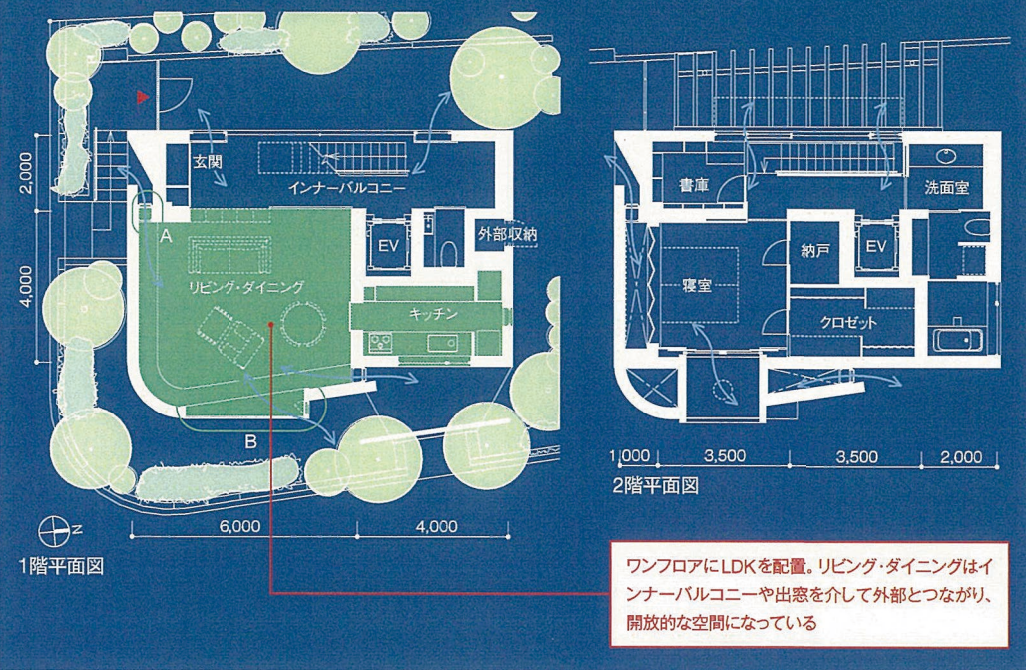 玄関
インナーバルコニー
A
EV
外部収納
リビング・ダイニング
キッチン
B
2,000
4,000
6,000
4,000
N
1階平面図
書庫
洗面室
納戸
EV
寝室
クロゼット
1,000
3,500
3,500
2,000
2階平面図
ワンフロアにLDKを配置。リビング・ダイニングはイ
ンナーバルコニーや出窓を介して外部とつながり、
開放的な空間になっている